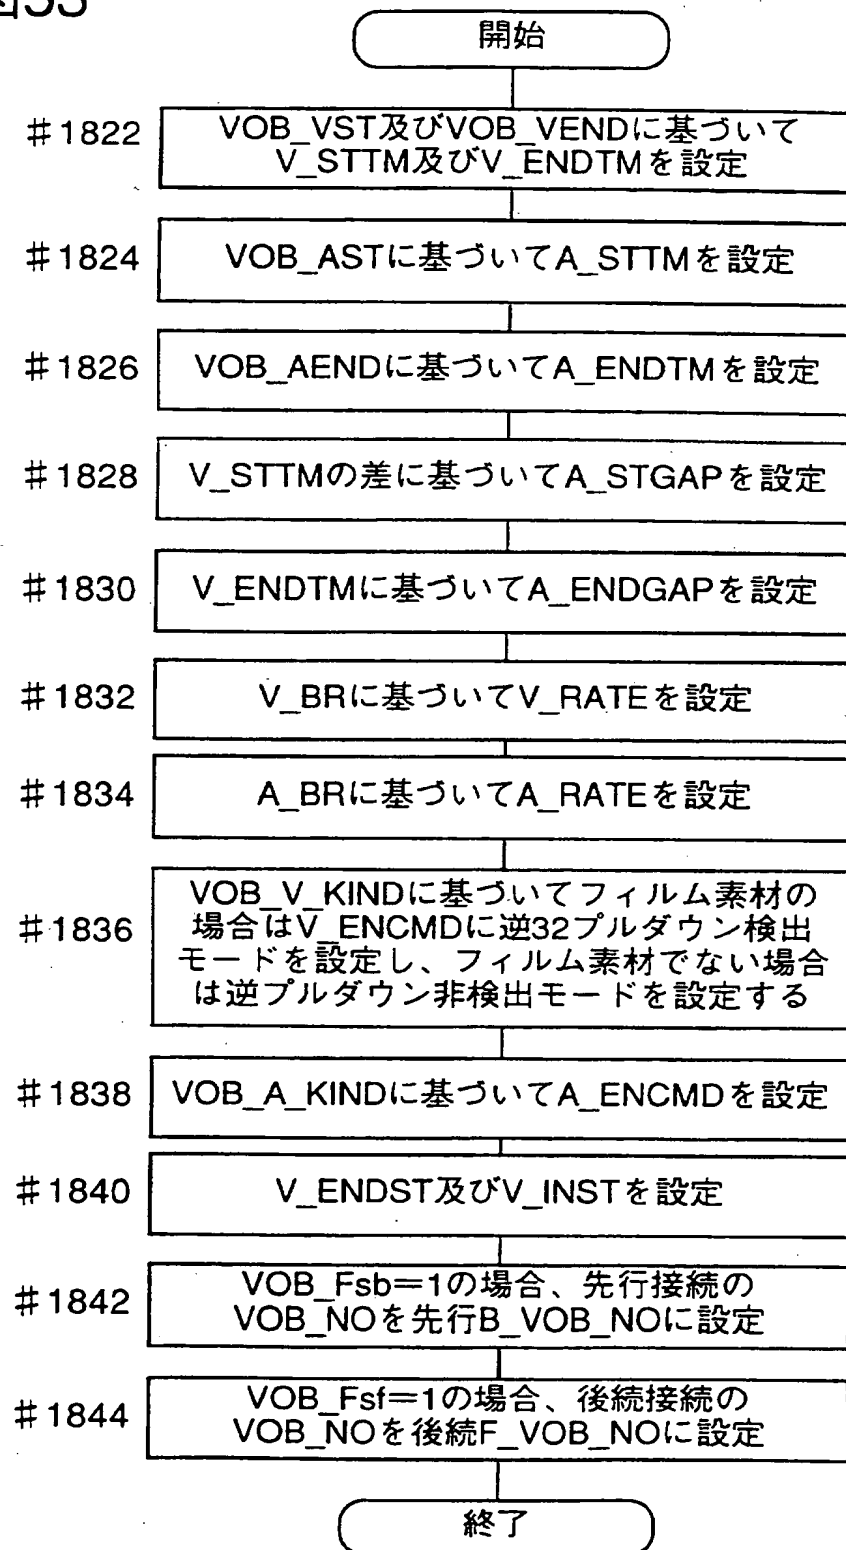 図53
開始
#1822
VOB_VST及びVOB_VENDに基づいて
V_STTM及びV_ENDTMを設定
#1824
VOB_ASTに基づいてA_STTMを設定
#1826
VOB_AENDに基づいてA_ENDTMを設定
#1828
V_STTMの差に基づいてA_STGAPを設定
#1830
V_ENDTMに基づいてA_ENDGAPを設定
#1832
V_BRに基づいてV_RATEを設定
#1834
A_BRに基づいてA_RATEを設定
#1836
VOB_V_KINDに基づいてフィルム素材の
場合はV_ENCMDに逆32プルダウン検出
モードを設定し、フィルム素材でない場合
は逆プルダウン非検出モードを設定する
#1838
VOB_A_KINDに基づいてA_ENCMDを設定
#1840
V_ENDST及びV_INSTを設定
#1842
VOB_Fsb=1の場合、先行接続の
VOB_NOを先行B_VOB_NOに設定
#1844
VOB_Fsf=1の場合、後続接続の
VOB_NOを後続F_VOB_NOに設定
終了